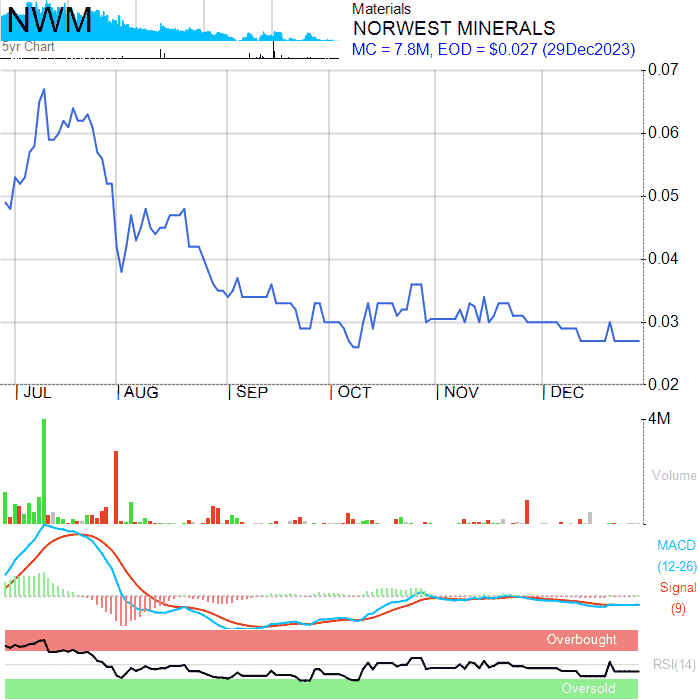 NWM
5yr Chart
Materials
NORWEST MINERALS
MC = 7.8M, EOD = $0.027 (29Dec2023)
0.07
0.06
0.05
0.04
0.03
0.02
JUL AUG SEP OCT NOV DEC
4M
Volume
MACD
(12-26)
Signal
(9)
Overbought
RSI(14)
Oversold